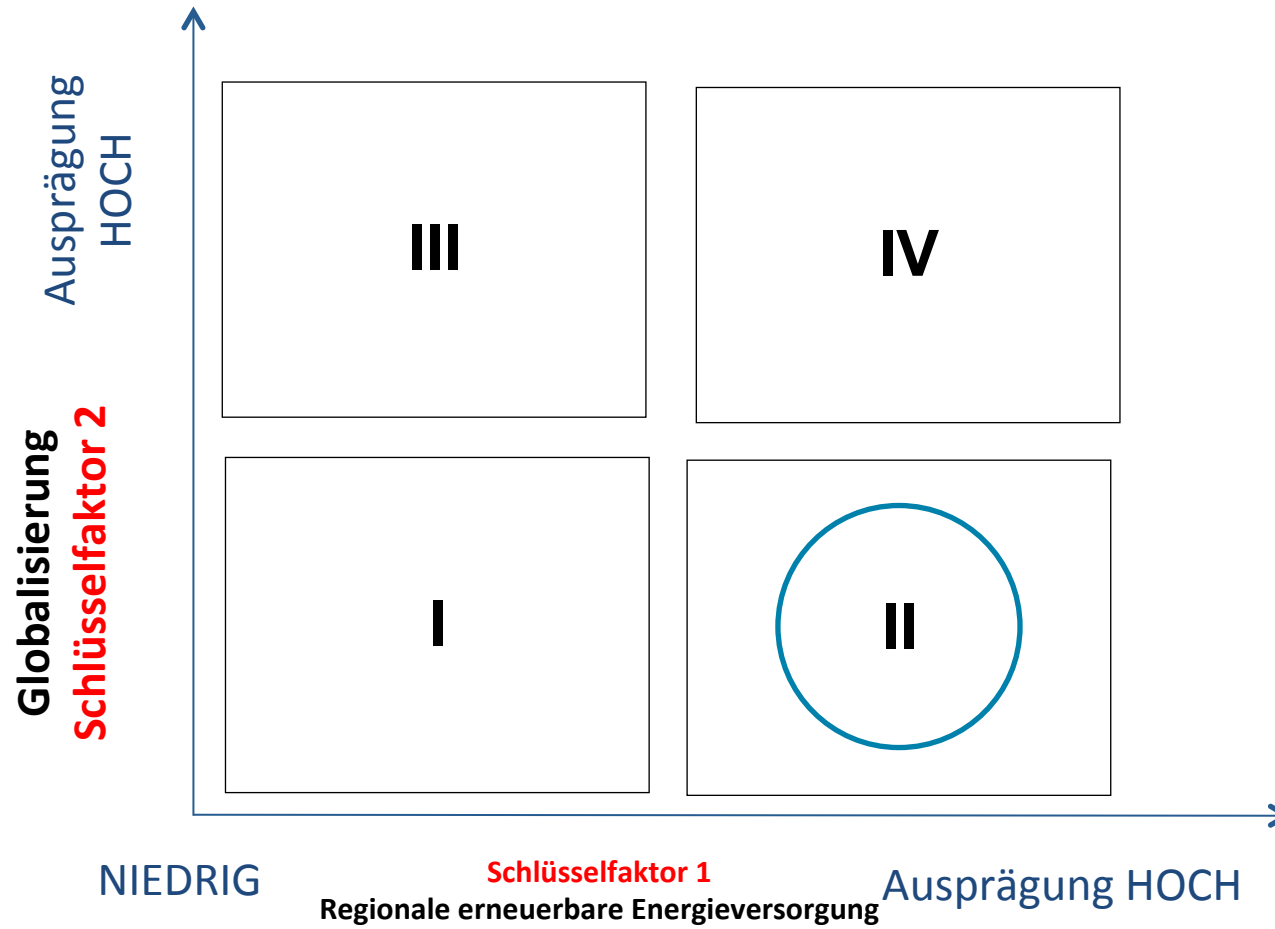 Ausprägung
HOCH
III
IV
Globalisierung
Schlüsselfaktor 2
I
II
NIEDRIG
Schlüsselfaktor 1
Regionale erneuerbare Energieversorgung
Ausprägung HOCH